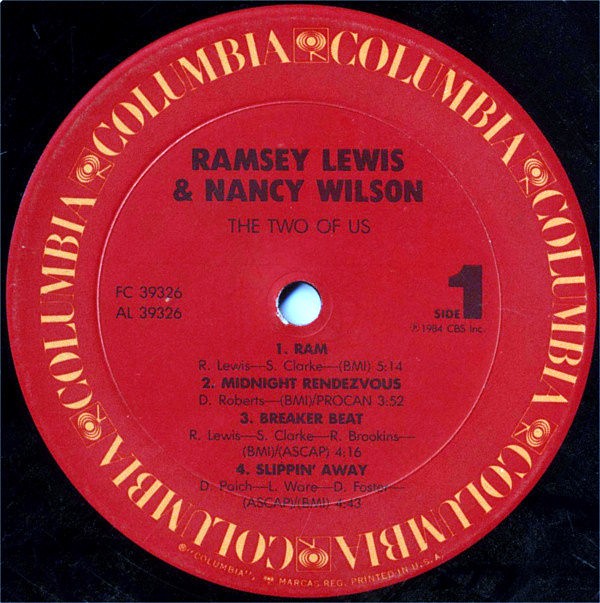 COLUMBIA COLUMBIA COLUMBIA COLUMBIA COLUMBIA COLUMBIA COLUMBIA
RAMSEY LEWIS
& NANCY WILSON
THE TWO OF US
FC 39326
AL 39326
SIDE 1
℗ 1984 CBS Inc.
1. RAM
R. Lewis—S. Clarke—(BMI) 5:14
2. MIDNIGHT RENDEZVOUS
D. Roberts—(BMI)/PROCAN 3:52
3. BREAKER BEAT
R. Lewis—S. Clarke—R. Brookins—
(BMI)/(ASCAP) 4:16
4. SLIPPIN' AWAY
D. Paich—L. Ware—D. Foster—
(ASCAP)/(BMI) 4:43
® "COLUMBIA", MARCAS REG. PRINTED IN U.S.A.